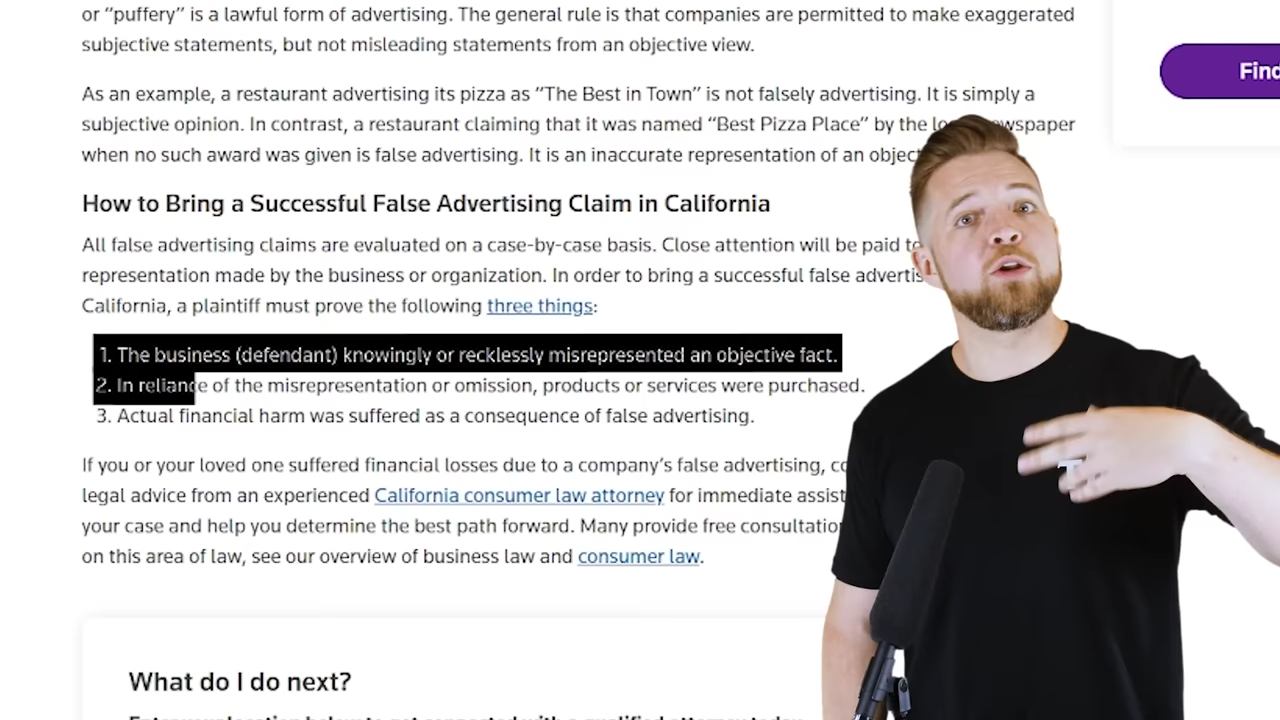 or “puffery” is a lawful form of advertising. The general rule is that companies are permitted to make exaggerated
subjective statements, but not misleading statements from an objective view.
As an example, a restaurant advertising its pizza as “The Best in Town” is not falsely advertising. It is simply a
subjective opinion. In contrast, a restaurant claiming that it was named “Best Pizza Place” by the
when no such award was given is false advertising. It is an inaccurate representation of an
How to Bring a Successful False Advertising Claim in California
All false advertising claims are evaluated on a case-by-case basis. Close attention will be paid
representation made by the business or organization. In order to bring a successful false
California, a plaintiff must prove the following three things:
1. The business (defendant) knowingly or recklessly misrepresented an objective fact.
2. In reliance of the misrepresentation or omission, products or services were purchased.
3. Actual financial harm was suffered as a consequence of false advertising.
If you or your loved one suffered financial losses due to a company’s false advertising,
legal advice from an experienced California consumer law attorney for immediate
your case and help you determine the best path forward. Many provide free
on this area of law, see our overview of business law and consumer law.
What do I do next?